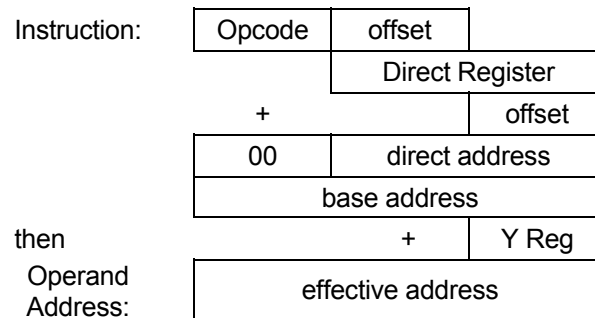 Instruction: Opcode offset
Direct Register
+ offset
00 direct address
base address
then + Y Reg
Operand
Address: effective address